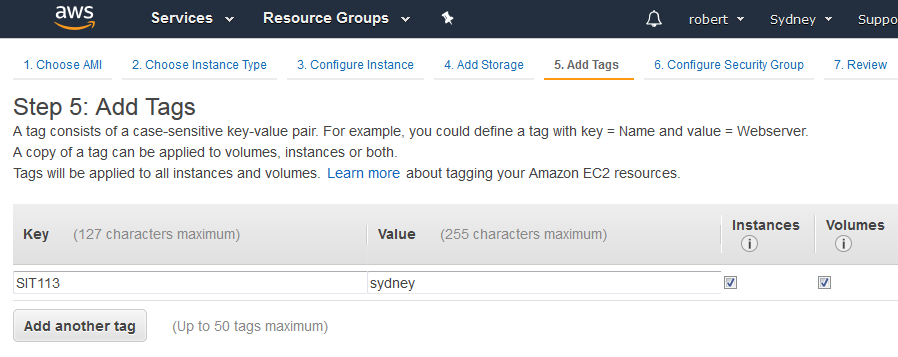 aws Services Resource Groups robert Sydney Suppo
1. Choose AMI 2. Choose Instance Type 3. Configure Instance 4. Add Storage 5. Add Tags 6. Configure Security Group 7. Review
Step 5: Add Tags
A tag consists of a case-sensitive key-value pair. For example, you could define a tag with key = Name and value = Webserver.
A copy of a tag can be applied to volumes, instances or both.
Tags will be applied to all instances and volumes. Learn more about tagging your Amazon EC2 resources.
Key (127 characters maximum) Value (255 characters maximum) Instances Volumes
SIT113 sydney
Add another tag (Up to 50 tags maximum)